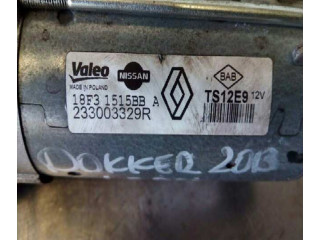 Valeo NISSAN BAB
MADE IN POLAND
18F3 1515BB A TS12E9 12V
233003329R
DOKKER 2013